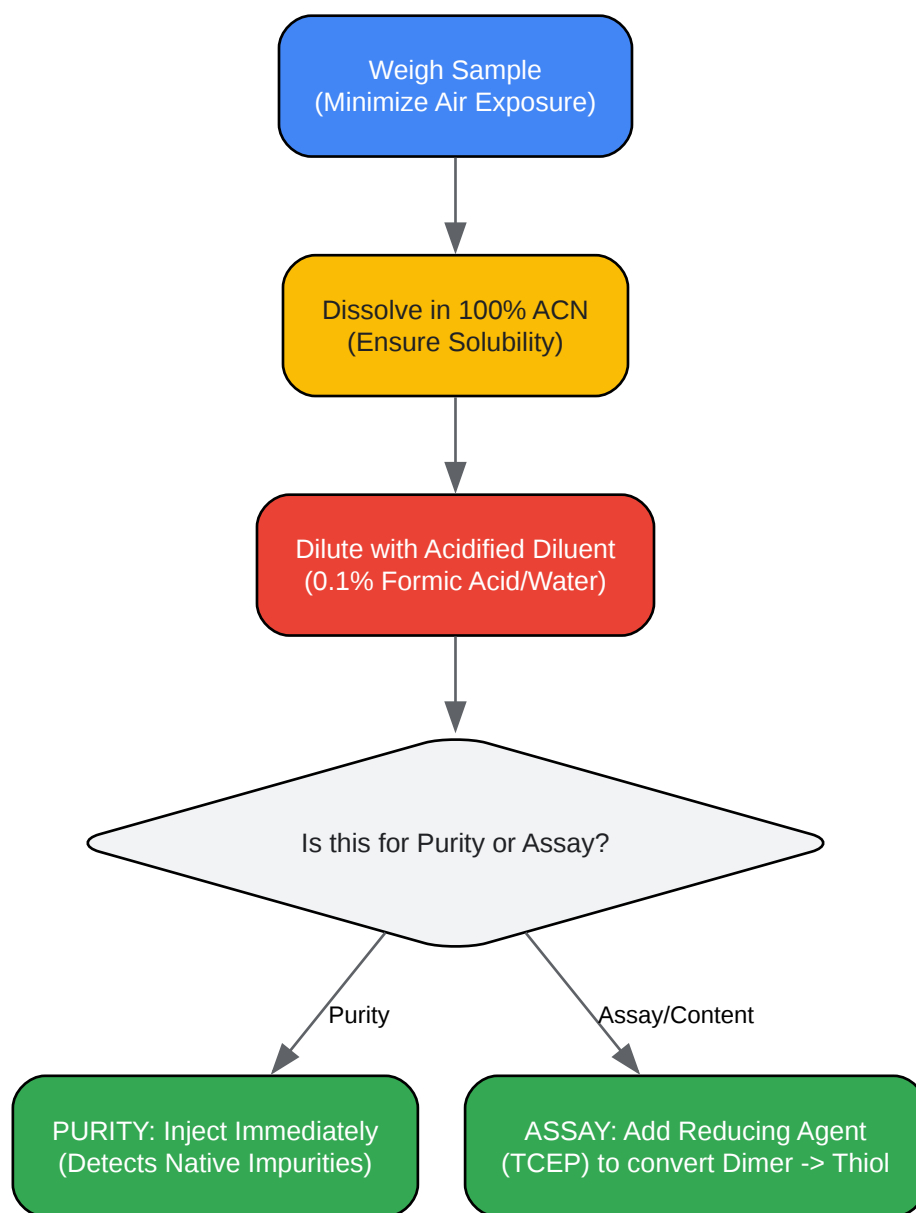 Weigh Sample
(Minimize Air Exposure)
Dissolve in 100% ACN
(Ensure Solubility)
Dilute with Acidified Diluent
(0.1% Formic Acid/Water)
Is this for Purity or Assay?
Purity
Assay/Content
PURITY: Inject Immediately
(Detects Native Impurities)
ASSAY: Add Reducing Agent
(TCEP) to convert Dimer -> Thiol